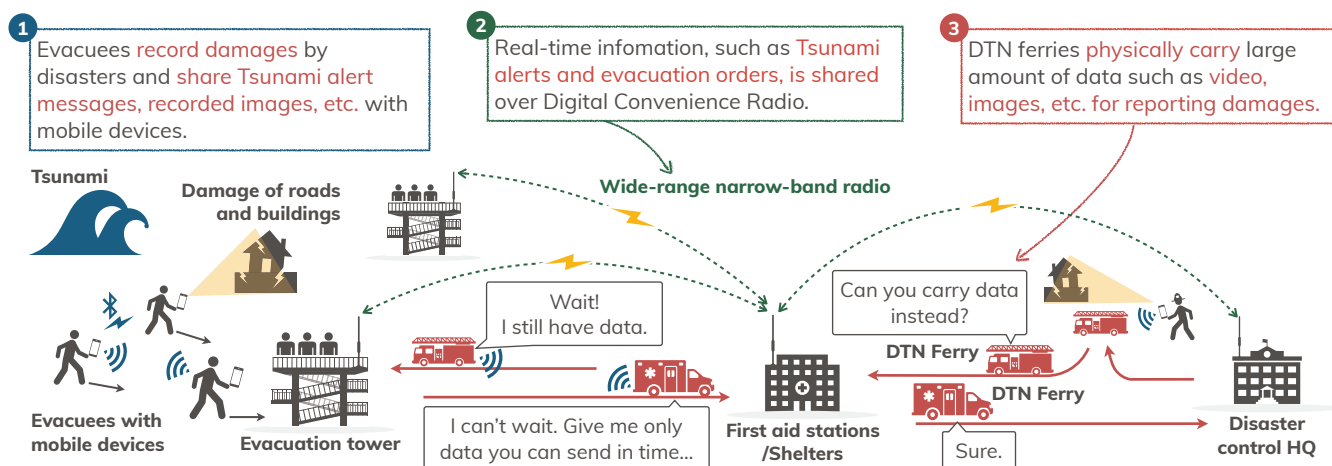 1
Evacuees record damages by
disasters and share Tsunami alert
messages, recorded images, etc. with
mobile devices.
2
Real-time infomation, such as Tsunami
alerts and evacuation orders, is shared
over Digital Convenience Radio.
3
DTN ferries physically carry large
amount of data such as video,
images, etc. for reporting damages.
Tsunami
Damage of roads
and buildings
Wide-range narrow-band radio
Wait!
I still have data.
Can you carry data
instead?
DTN Ferry
DTN Ferry
Evacuees with
mobile devices
Evacuation tower
I can't wait. Give me only
data you can send in time...
First aid stations
/Shelters
Sure.
Disaster
control HQ